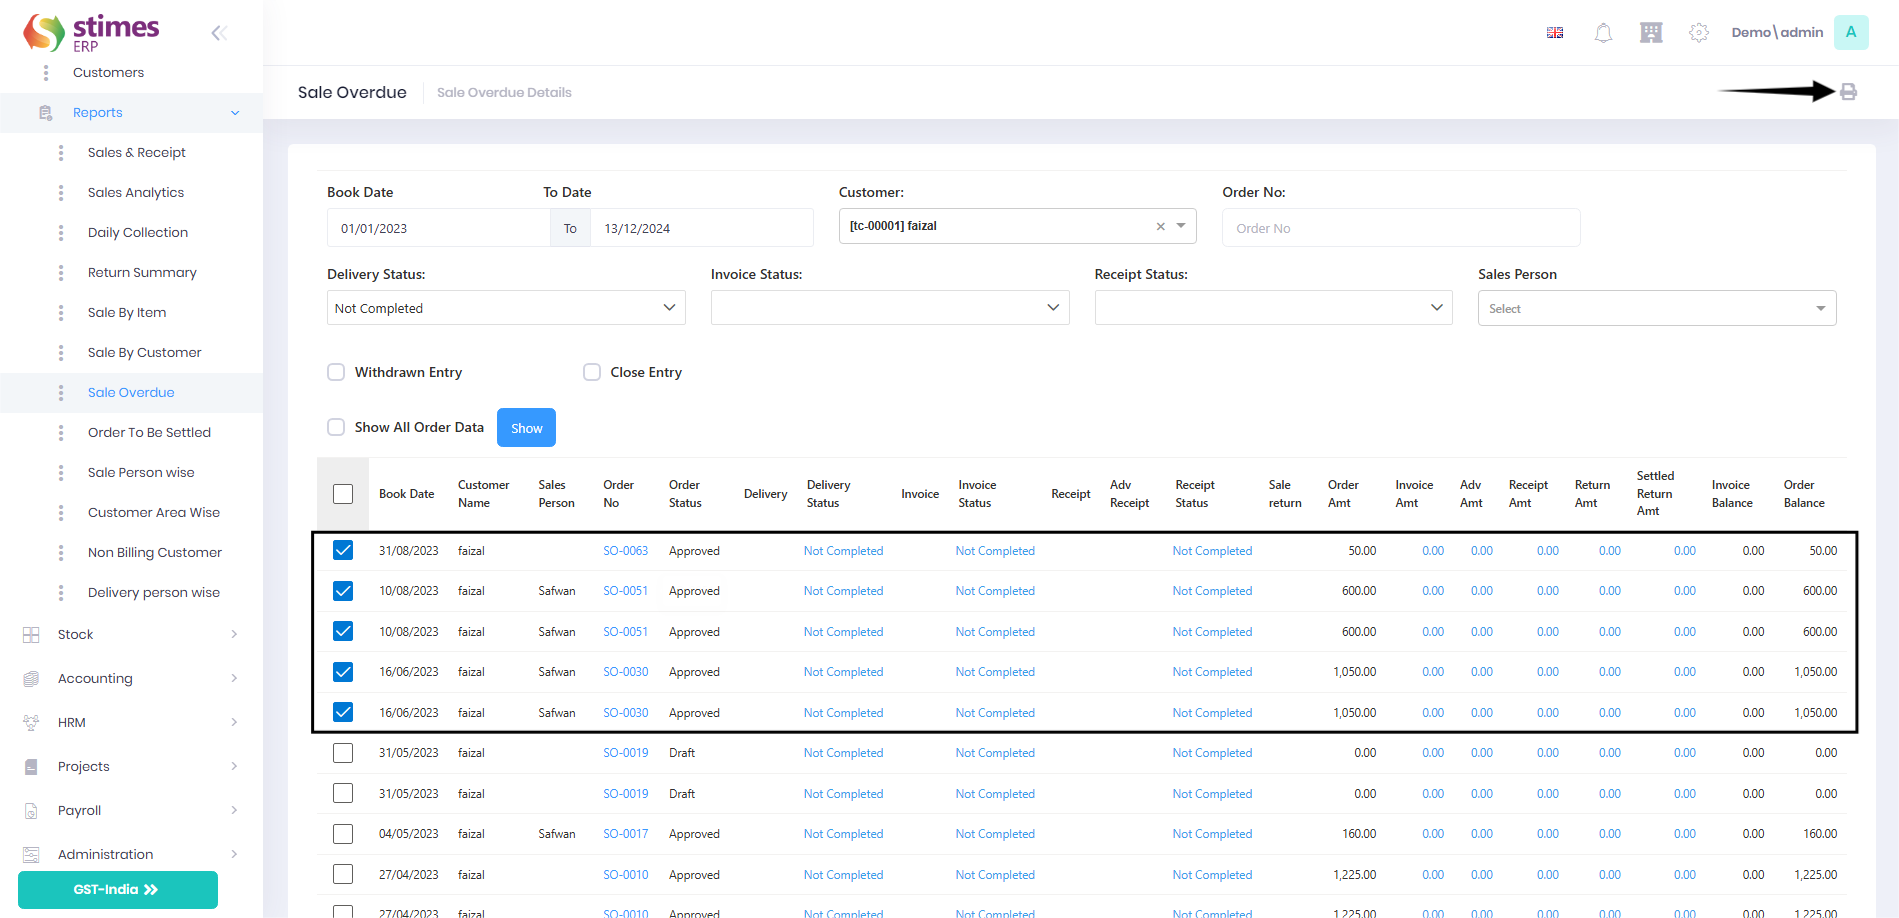 stimes
ERP
Customers
Reports
Sales & Receipt
Sales Analytics
Daily Collection
Return Summary
Sale By Item
Sale By Customer
Sale Overdue
Order To Be Settled
Sale Person wise
Customer Area Wise
Non Billing Customer
Delivery person wise
Stock
Accounting
HRM
Projects
Payroll
Administration
GST-India
Demo\admin A
Sale Overdue Sale Overdue Details
Book Date To Date Customer: Order No:
01/01/2023 To 13/12/2024 [tc-00001] faizal Order No
Delivery Status: Invoice Status: Receipt Status: Sales Person
Not Completed Select
Withdrawn Entry Close Entry
Show All Order Data Show
Book Date Customer Name Sales Person Order No Order Status Delivery Delivery Status Invoice Invoice Status Receipt Adv Receipt Receipt Status Sale return Order Amt Invoice Amt Adv Amt Receipt Amt Return Amt Settled Return Amt Invoice Balance Order Balance
31/08/2023 faizal SO-0063 Approved Not Completed Not Completed Not Completed 50.00 0.00 0.00 0.00 0.00 0.00 0.00 50.00
10/08/2023 faizal Safwan SO-0051 Approved Not Completed Not Completed Not Completed 600.00 0.00 0.00 0.00 0.00 0.00 0.00 600.00
10/08/2023 faizal Safwan SO-0051 Approved Not Completed Not Completed Not Completed 600.00 0.00 0.00 0.00 0.00 0.00 0.00 600.00
16/06/2023 faizal Safwan SO-0030 Approved Not Completed Not Completed Not Completed 1,050.00 0.00 0.00 0.00 0.00 0.00 0.00 1,050.00
16/06/2023 faizal Safwan SO-0030 Approved Not Completed Not Completed Not Completed 1,050.00 0.00 0.00 0.00 0.00 0.00 0.00 1,050.00
31/05/2023 faizal SO-0019 Draft Not Completed Not Completed Not Completed 0.00 0.00 0.00 0.00 0.00 0.00 0.00 0.00
31/05/2023 faizal SO-0019 Draft Not Completed Not Completed Not Completed 0.00 0.00 0.00 0.00 0.00 0.00 0.00 0.00
04/05/2023 faizal Safwan SO-0017 Approved Not Completed Not Completed Not Completed 160.00 0.00 0.00 0.00 0.00 0.00 0.00 160.00
27/04/2023 faizal SO-0010 Approved Not Completed Not Completed Not Completed 1,225.00 0.00 0.00 0.00 0.00 0.00 0.00 1,225.00
27/04/2023 faizal SO-0010 Approved Not Completed Not Completed Not Completed 1,225.00 0.00 0.00 0.00 0.00 0.00 0.00 1,225.00